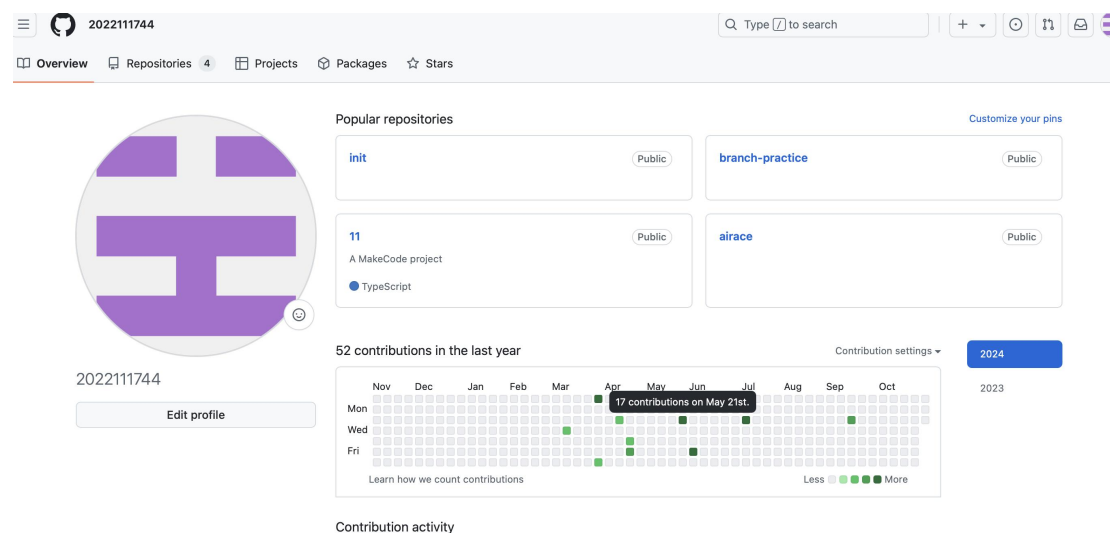 2022111744
Type / to search
Overview
Repositories 4
Projects
Packages
Stars
Popular repositories
Customize your pins
init
Public
branch-practice
Public
11
Public
A MakeCode project
TypeScript
airace
Public
2022111744
Edit profile
52 contributions in the last year
Contribution settings
2024
2023
Nov Dec Jan Feb Mar Apr May Jun Jul Aug Sep Oct
17 contributions on May 21st.
Mon
Wed
Fri
Learn how we count contributions
Less More
Contribution activity